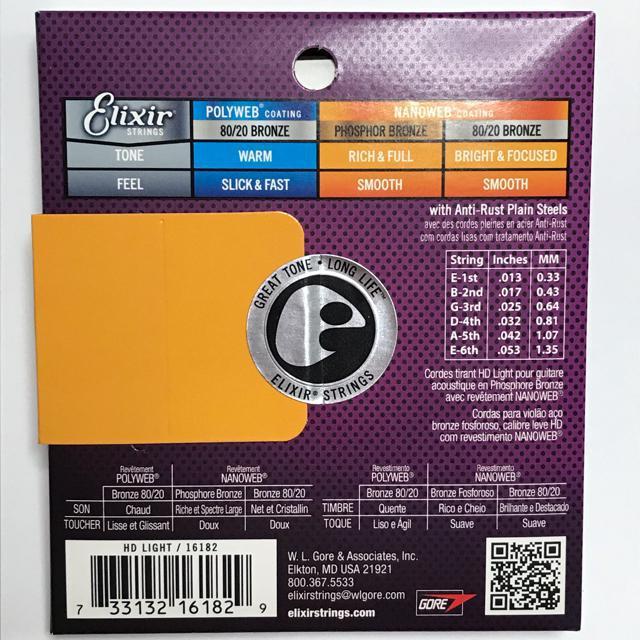 Elixir
STRINGS
POLYWEB® COATING
NANOWEB® COATING
80/20 BRONZE
PHOSPHOR BRONZE
80/20 BRONZE
TONE WARM RICH & FULL BRIGHT & FOCUSED
FEEL SLICK & FAST SMOOTH SMOOTH
with Anti-Rust Plain Steels
avec des cordes pleines en acier Anti-Rust
com cordas lisas com tratamento Anti-Rust
String Inches MM
E-1st .013 0.33
B-2nd .017 0.43
G-3rd .025 0.64
D-4th .032 0.81
A-5th .042 1.07
E-6th .053 1.35
GREAT TONE • LONG LIFE™
ELIXIR® STRINGS
Cordes tirant HD Light pour guitare
acoustique en Phosphore Bronze
avec revêtement NANOWEB®
Cordas para violão aço
bronze fosforoso, calibre leve HD
com revestimento NANOWEB®
Revêtement
POLYWEB®
Revêtement
NANOWEB®
Bronze 80/20 Phosphore Bronze Bronze 80/20
SON Chaud Riche et Spectre Large Net et Cristallin
TOUCHER Lisse et Glissant Doux Doux
Revestimento
POLYWEB®
Revestimento
NANOWEB®
Bronze 80/20 Bronze Fosforoso Bronze 80/20
TIMBRE Quente Rico e Cheio Brilhante e Destacado
TOQUE Liso e Ágil Suave Suave
HD LIGHT / 16182
7 33132 16182 9
W. L. Gore & Associates, Inc.
Elkton, MD USA 21921
800.367.5533
elixirstrings@wlgore.com
elixirstrings.com
GORE